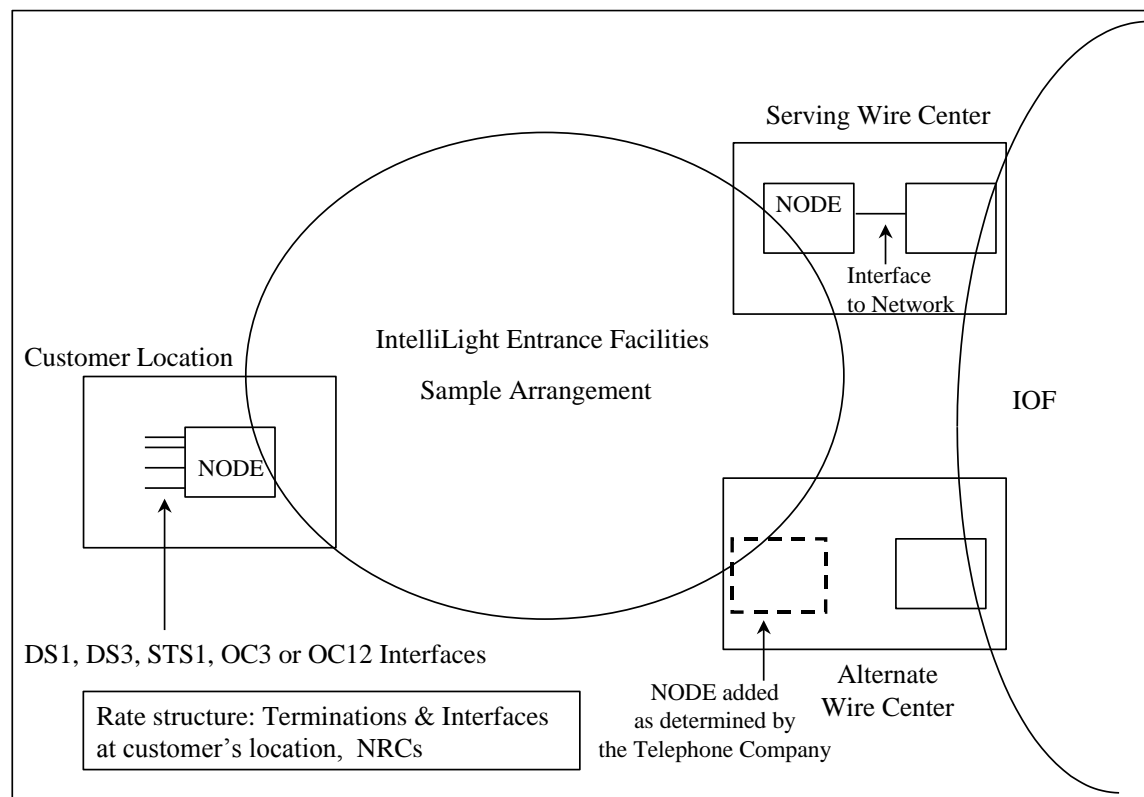 Serving Wire Center
NODE
Interface
to Network
IntelliLight Entrance Facilities
Sample Arrangement
Customer Location
NODE
IOF
DS1, DS3, STS1, OC3 or OC12 Interfaces
Rate structure: Terminations & Interfaces
at customer’s location, NRCs
NODE added
as determined by
the Telephone Company
Alternate
Wire Center